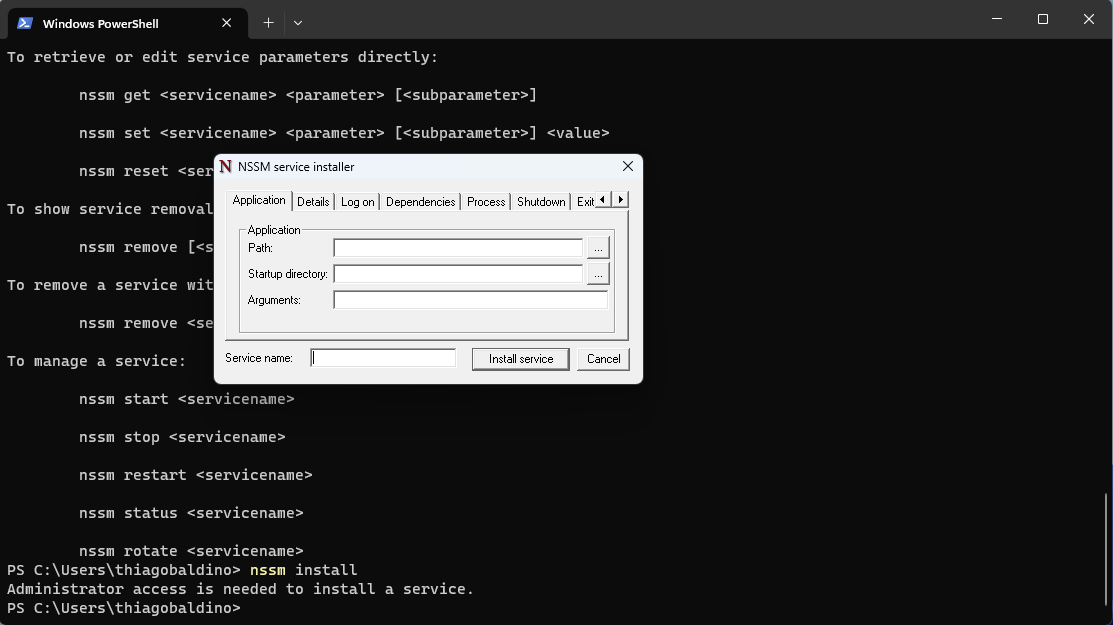 Windows PowerShell
To retrieve or edit service parameters directly:
nssm get <servicename> <parameter> [<subparameter>]
nssm set <servicename> <parameter> [<subparameter>] <value>
nssm reset <ser
To show service removal
nssm remove [<s
To remove a service wit
nssm remove <se
To manage a service:
nssm start <servicename>
nssm stop <servicename>
nssm restart <servicename>
nssm status <servicename>
nssm rotate <servicename>
PS C:\Users\thiagobaldino> nssm install
Administrator access is needed to install a service.
PS C:\Users\thiagobaldino>
NSSM service installer
Application Details Log on Dependencies Process Shutdown Exit
Application
Path: ...
Startup directory: ...
Arguments:
Service name: Install service Cancel